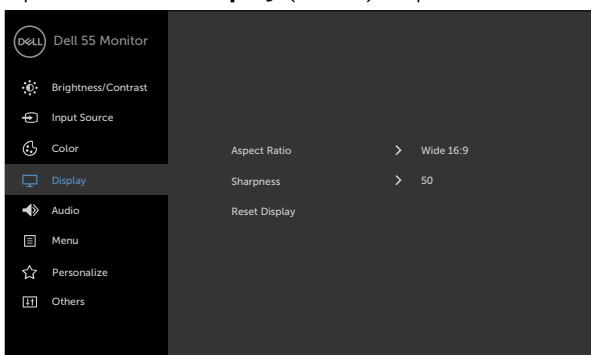 DELL
Dell 55 Monitor
Brightness/Contrast
Input Source
Color
Aspect Ratio
Wide 16:9
Display
Sharpness
50
Audio
Reset Display
Menu
Personalize
Others